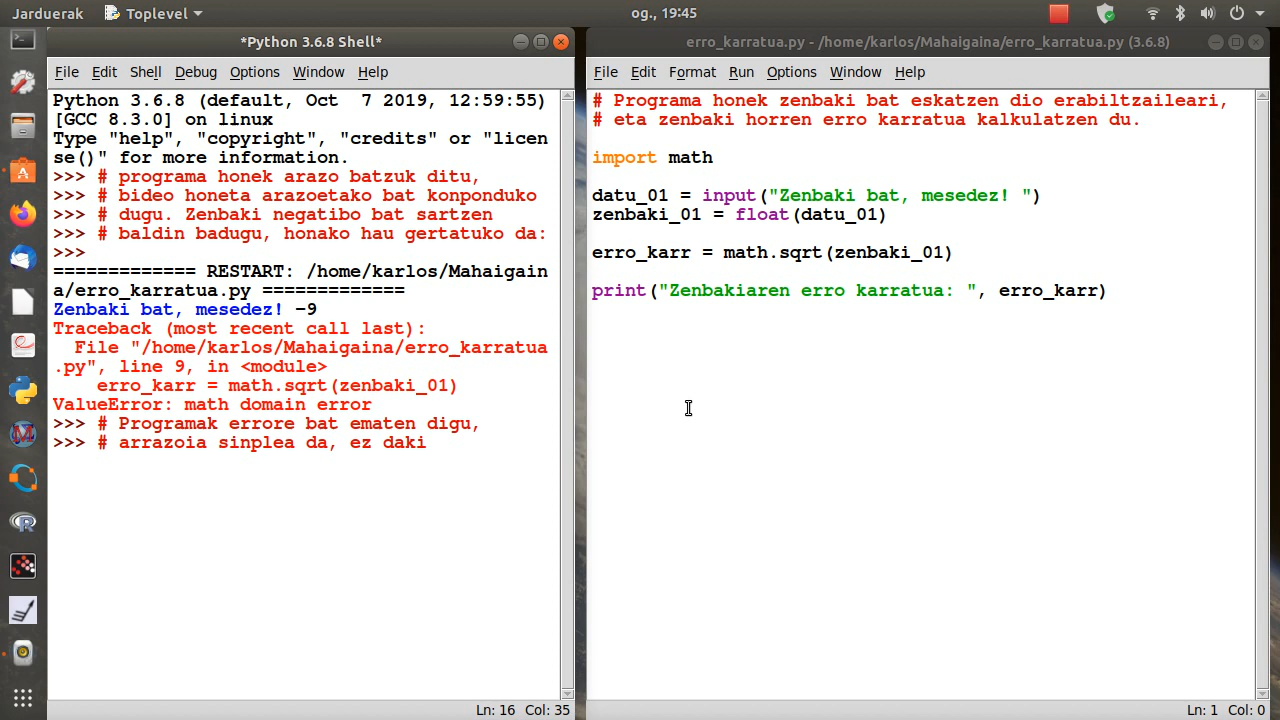 Jarduerak
Toplevel
og., 19:45
*Python 3.6.8 Shell*
File Edit Shell Debug Options Window Help
Python 3.6.8 (default, Oct  7 2019, 12:59:55)
[GCC 8.3.0] on linux
Type "help", "copyright", "credits" or "licen
se()" for more information.
>>> # programa honek arazo batzuk ditu,
>>> # bideo honeta arazoetako bat konponduko
>>> # dugu. Zenbaki negatibo bat sartzen
>>> # baldin badugu, honako hau gertatuko da:
>>>
============= RESTART: /home/karlos/Mahaigain
a/erro_karratua.py =============
Zenbaki bat, mesedez! -9
Traceback (most recent call last):
  File "/home/karlos/Mahaigaina/erro_karratua
.py", line 9, in <module>
    erro_karr = math.sqrt(zenbaki_01)
ValueError: math domain error
>>> # Programak errore bat ematen digu,
>>> # arrazoia sinplea da, ez daki
Ln: 16 Col: 35
erro_karratua.py - /home/karlos/Mahaigaina/erro_karratua.py (3.6.8)
File Edit Format Run Options Window Help
# Programa honek zenbaki bat eskatzen dio erabiltzaileari,
# eta zenbaki horren erro karratua kalkulatzen du.
import math
datu_01 = input("Zenbaki bat, mesedez! ")
zenbaki_01 = float(datu_01)
erro_karr = math.sqrt(zenbaki_01)
print("Zenbakiaren erro karratua: ", erro_karr)
Ln: 1 Col: 0